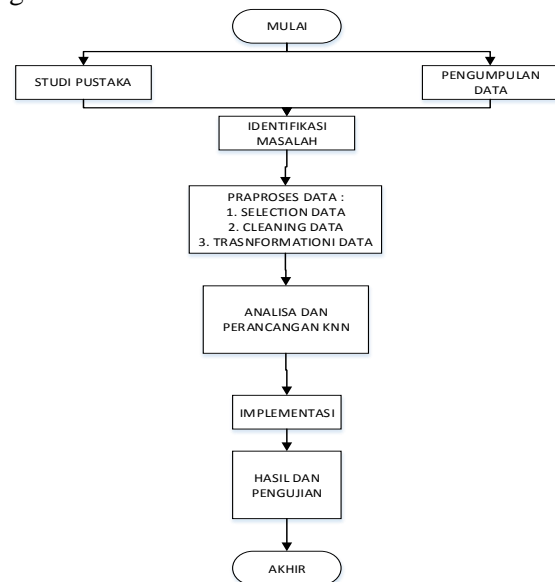 g
MULAI
STUDI PUSTAKA
PENGUMPULAN
DATA
IDENTIFIKASI
MASALAH
PRAPROSES DATA :
1. SELECTION DATA
2. CLEANING DATA
3. TRASNFORMATIONI DATA
ANALISA DAN
PERANCANGAN KNN
IMPLEMENTASI
HASIL DAN
PENGUJIAN
AKHIR